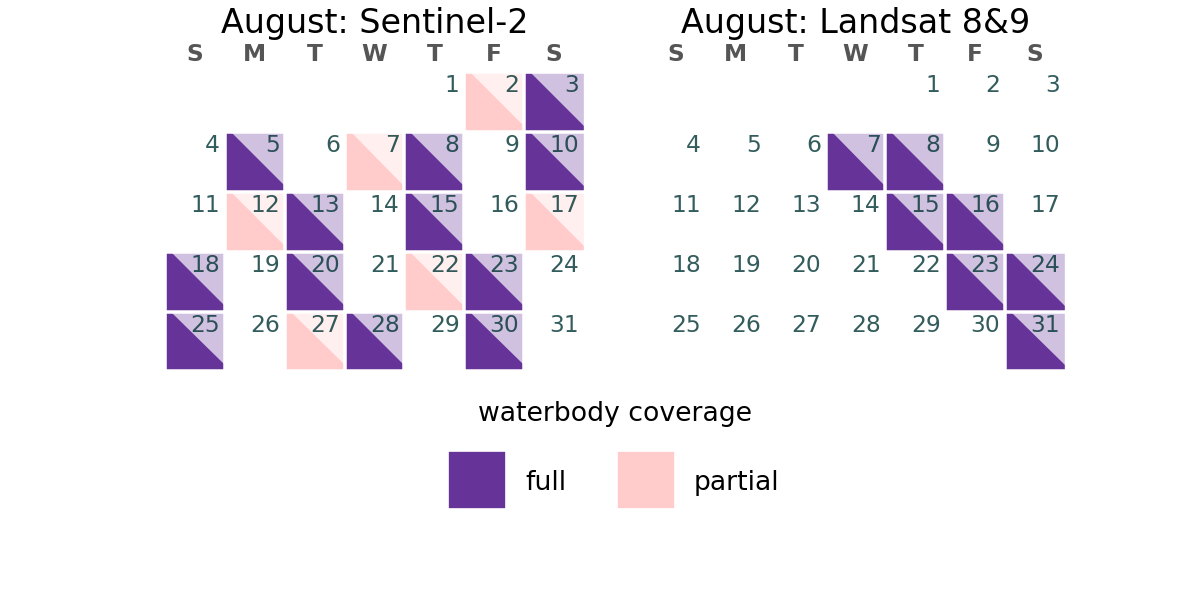 August: Sentinel-2
S M T W T F S
1 2 3
4 5 6 7 8 9 10
11 12 13 14 15 16 17
18 19 20 21 22 23 24
25 26 27 28 29 30 31
August: Landsat 8&9
S M T W T F S
1 2 3
4 5 6 7 8 9 10
11 12 13 14 15 16 17
18 19 20 21 22 23 24
25 26 27 28 29 30 31
waterbody coverage
full partial